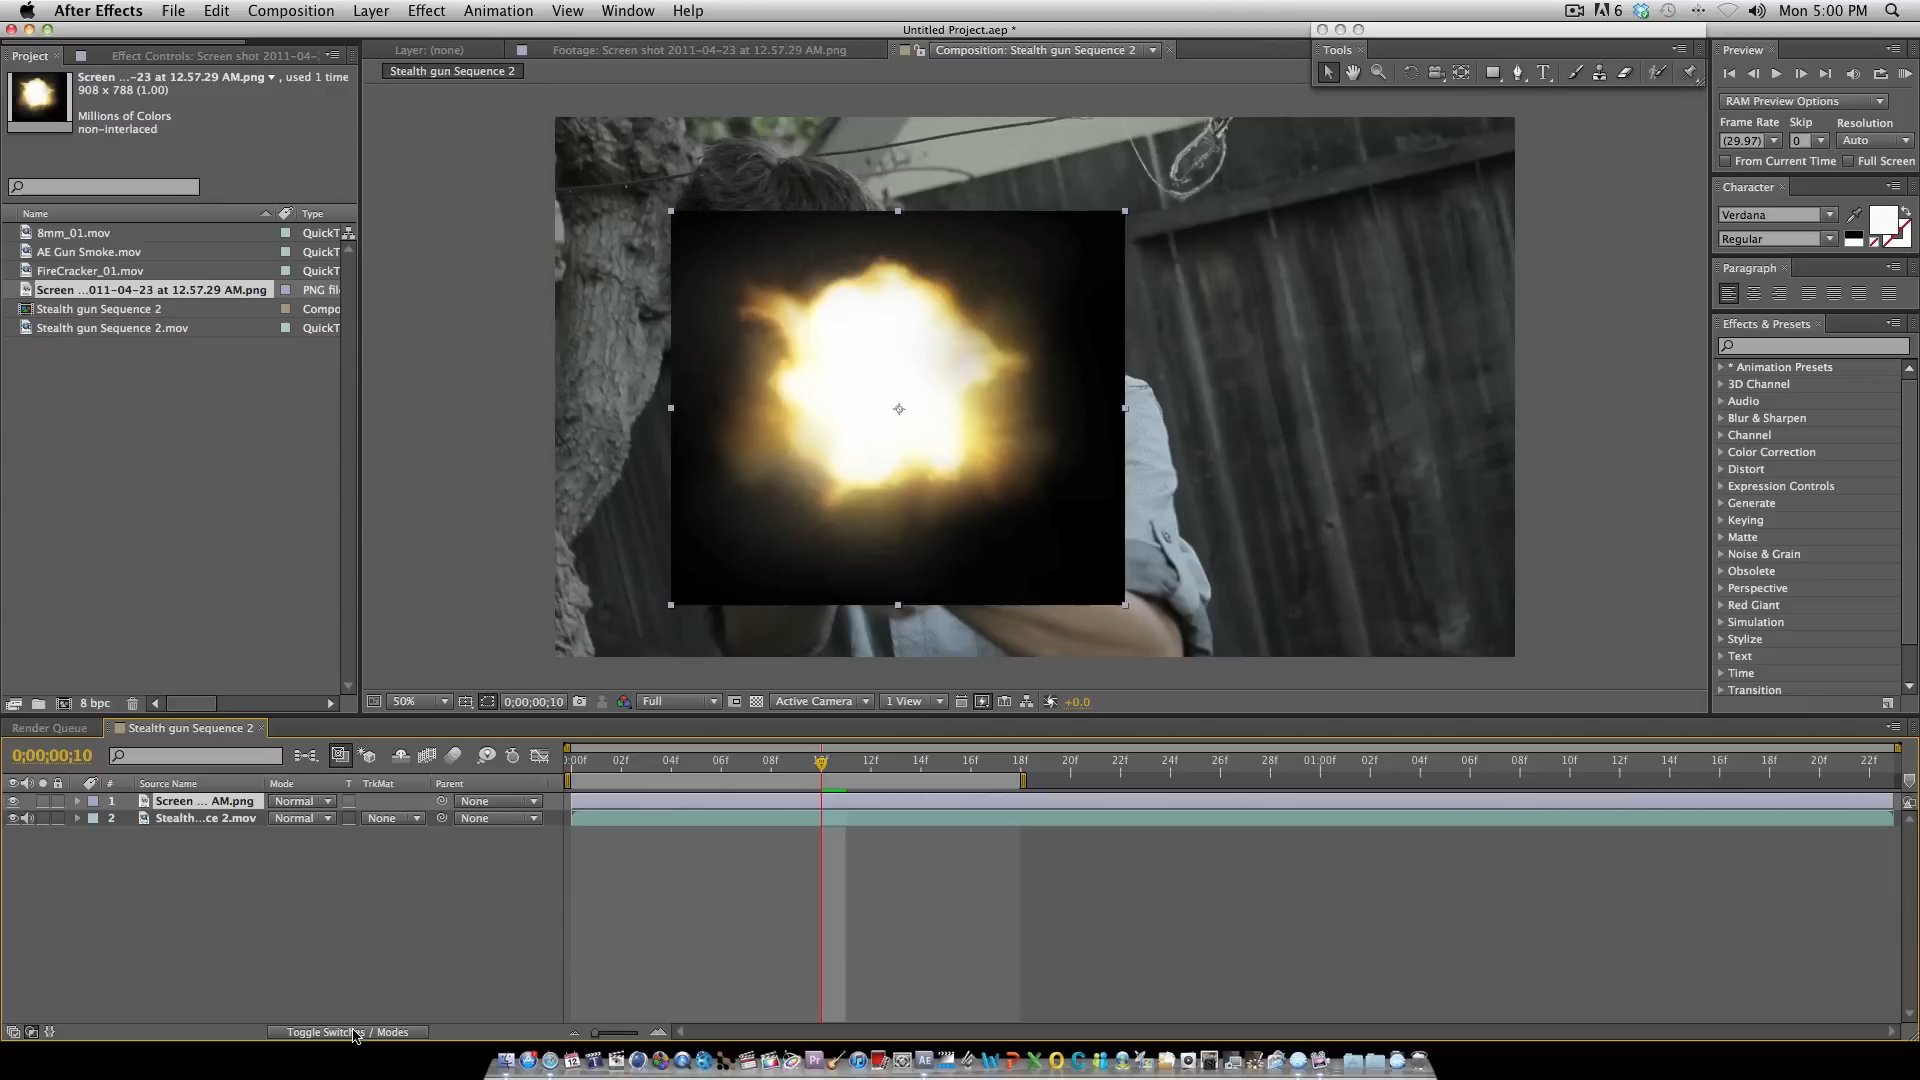 After Effects File Edit Composition Layer Effect Animation View Window Help
6 Mon 5:00 PM
Untitled Project.aep *
Project Effect Controls: Screen shot 2011-04-
Layer: (none) Footage: Screen shot 2011-04-23 at 12.57.29 AM.png Composition: Stealth gun Sequence 2
Tools
Preview
Stealth gun Sequence 2
Screen ...-23 at 12.57.29 AM.png , used 1 time
908 x 788 (1.00)
Millions of Colors
non-interlaced
RAM Preview Options
Frame Rate Skip Resolution
(29.97) 0 Auto
From Current Time Full Screen
Character
Verdana
Regular
Paragraph
Effects & Presets
Name Type
8mm_01.mov QuickT
AE Gun Smoke.mov QuickT
FireCracker_01.mov QuickT
Screen ...011-04-23 at 12.57.29 AM.png PNG fil
Stealth gun Sequence 2 Compo
Stealth gun Sequence 2.mov QuickT
* Animation Presets
3D Channel
Audio
Blur & Sharpen
Channel
Color Correction
Distort
Expression Controls
Generate
Keying
Matte
Noise & Grain
Obsolete
Perspective
Red Giant
Simulation
Stylize
Text
Time
Transition
8 bpc
50% 0;00;00;10 Full Active Camera 1 View +0.0
Render Queue Stealth gun Sequence 2
0;00;00;10
:00f 02f 04f 06f 08f 12f 14f 16f 18f 20f 22f 24f 26f 28f 01:00f 02f 04f 06f 08f 10f 12f 14f 16f 18f 20f 22f
# Source Name Mode T TrkMat Parent
1 Screen ... AM.png Normal None
2 Stealth...ce 2.mov Normal None None
Toggle Switches / Modes